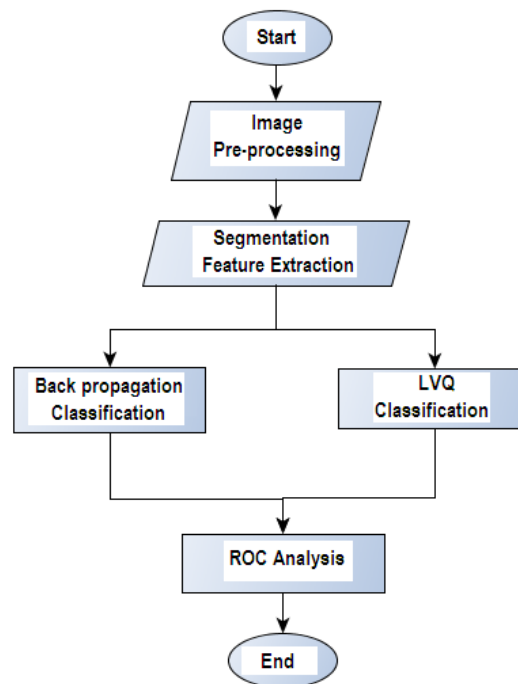 Start
Image
Pre-processing
Segmentation
Feature Extraction
Back propagation
Classification
LVQ
Classification
ROC Analysis
End